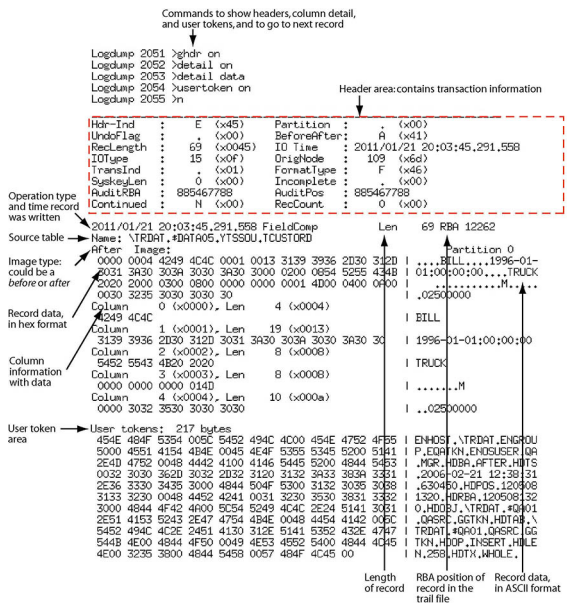 Commands to show headers, column detail,
and user tokens, and to go to next record
Logdump 2051 >ghdr on
Logdump 2052 >detail on
Logdump 2053 >detail data
Logdump 2054 >usertoken on
Logdump 2055 >n
Header area: contains transaction information
Hdr-Ind : E (x45) Partition : . (x00)
UndoFlag : . (x00) BeforeAfter: A (x41)
RecLength : 69 (x0045) IO Time : 2011/01/21 20:03:45.291.558
IOType : 15 (x0f) OrigNode : 109 (x6d)
TransInd : . (x01) FormatType : F (x46)
SyskeyLen : 0 (x00) Incomplete : . (x00)
AuditRBA : 885467788 AuditPos : 885467788
Continued : N (x00) RecCount : 0 (x00)
Operation type
and time record
was written
2011/01/21 20:03:45.291.558 FieldComp Len 69 RBA 12262
Source table
Name: \TRDAT.*DATA05.YTSSOU.TCUSTORD
After Image: Partition 0
Image type:
could be a
before or after
0000 0004 4249 4C4C 0001 0013 3139 3936 2D30 312D | ....BILL....1996-01-
3031 3A30 303A 3030 3A30 3000 0200 0854 5255 434B | 01:00:00:00....TRUCK
2020 2000 0300 0800 0000 0000 0001 4D00 0400 0A00 | ..........M.....
0030 3235 3030 3030 30 | .02500000
Record data,
in hex format
Column 0 (x0000), Len 4 (x0004)
4249 4C4C | BILL
Column 1 (x0001), Len 19 (x0013)
3139 3936 2D30 312D 3031 3A30 303A 3030 3A30 30 | 1996-01-01:00:00:00
Column
information
with data
Column 2 (x0002), Len 8 (x0008)
5452 5543 4B20 2020 | TRUCK
Column 3 (x0003), Len 8 (x0008)
0000 0000 0000 014D | .......M
Column 4 (x0004), Len 10 (x000a)
0000 3032 3530 3030 3030 | ..02500000
User token
area
User tokens: 217 bytes
454E 484F 5354 005C 5452 494C 4C00 454E 4752 4F55 | ENHOST.\TRDAT.ENGROU
5000 4551 4154 4B4E 0045 4E4F 5355 5345 5200 5141 | P.EQATKN.ENOSUSER.QA
2E4D 4752 0048 4442 4100 4146 5445 5200 4844 5453 | .MGR.HDBA.AFTER.HDTS
0032 3030 362D 3032 2D32 3120 3132 3A33 383A 3331 | .2006-02-21 12:38:31
2E36 3330 3435 3000 4844 504F 5300 3132 3035 3038 | .630450.HDPOS.120508
3133 3230 0048 4452 4241 0031 3230 3530 3831 3332 | 1320.HDRBA.120508132
3000 4844 4F42 4A00 5C54 5249 4C4C 2E24 5141 3031 | 0.HDOBJ.\TRDAT.*QA01
2E51 4153 5243 2E47 4754 4B4E 0048 4454 4142 005C | .QASRC.GGTKN.HDTAB.\
5452 494C 4C2E 2451 4130 312E 5141 5352 432E 4747 | TRDAT.*QA01.QASRC.GG
544B 4E00 4844 4F50 0049 4E53 4552 5400 4844 4C45 | TKN.HDOP.INSERT.HDLE
4E00 3235 3800 4844 5458 0057 484F 4C45 00 | N.258.HDTX.WHOLE.
Length
of record
RBA position of
record in the
trail file
Record data,
in ASCII format